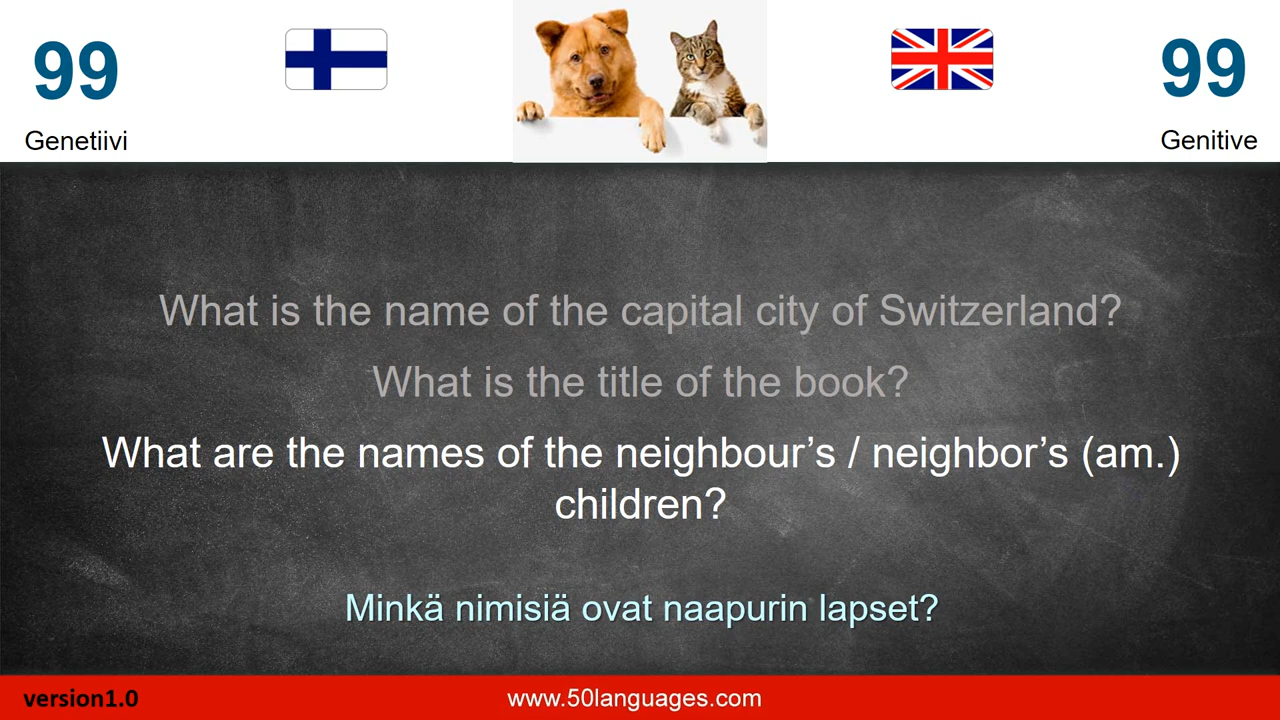 99
Genetiivi
99
Genitive
What is the name of the capital city of Switzerland?
What is the title of the book?
What are the names of the neighbour’s / neighbor’s (am.)
children?
Minkä nimisiä ovat naapurin lapset?
version1.0
www.50languages.com